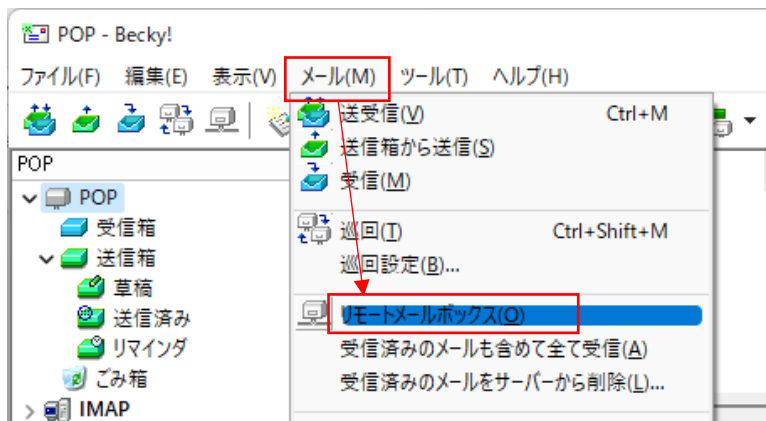 POP - Becky!
ファイル(F) 編集(E) 表示(V) メール(M) ツール(T) ヘルプ(H)
送受信(V) Ctrl+M
送信箱から送信(S)
受信(M)
巡回(T) Ctrl+Shift+M
巡回設定(B)...
リモートメールボックス(O)
受信済みのメールも含めて全て受信(A)
受信済みのメールをサーバーから削除(L)...
POP
POP
受信箱
送信箱
草稿
送信済み
リマインダ
ごみ箱
IMAP